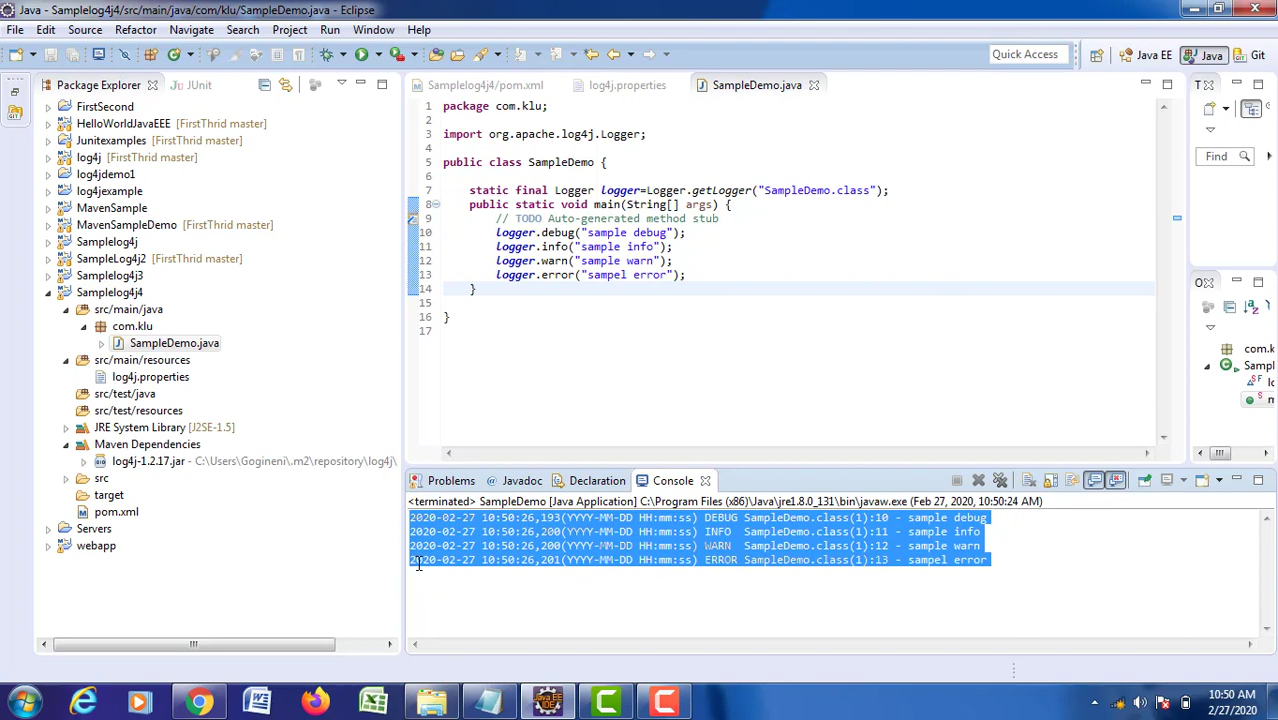 Java - Samplelog4j4/src/main/java/com/klu/SampleDemo.java - Eclipse
File Edit Source Refactor Navigate Search Project Run Window Help
Quick Access Java EE Java Git
Package Explorer JUnit
FirstSecond
HelloWorldJavaEEE [FirstThrid master]
Junitexamples [FirstThrid master]
log4j [FirstThrid master]
log4jdemo1
log4jexample
MavenSample
MavenSampleDemo [FirstThrid master]
Samplelog4j
SampleLog4j2 [FirstThrid master]
Samplelog4j3
Samplelog4j4
src/main/java
com.klu
SampleDemo.java
src/main/resources
log4j.properties
src/test/java
src/test/resources
JRE System Library [J2SE-1.5]
Maven Dependencies
log4j-1.2.17.jar - C:\Users\Gogineni\.m2\repository\log4j\
src
target
pom.xml
Servers
webapp
Samplelog4j4/pom.xml log4j.properties SampleDemo.java
1 package com.klu;
2
3 import org.apache.log4j.Logger;
4
5 public class SampleDemo {
6
7 static final Logger logger=Logger.getLogger("SampleDemo.class");
8 public static void main(String[] args) {
9 // TODO Auto-generated method stub
10 logger.debug("sample debug");
11 logger.info("sample info");
12 logger.warn("sample warn");
13 logger.error("sampel error");
14 }
15
16 }
17
T
Find
O
com.k
Sampl
lo
m
Problems Javadoc Declaration Console
<terminated> SampleDemo [Java Application] C:\Program Files (x86)\Java\jre1.8.0_131\bin\javaw.exe (Feb 27, 2020, 10:50:24 AM)
2020-02-27 10:50:26,193(YYYY-MM-DD HH:mm:ss) DEBUG SampleDemo.class(1):10 - sample debug
2020-02-27 10:50:26,200(YYYY-MM-DD HH:mm:ss) INFO SampleDemo.class(1):11 - sample info
2020-02-27 10:50:26,200(YYYY-MM-DD HH:mm:ss) WARN SampleDemo.class(1):12 - sample warn
2020-02-27 10:50:26,201(YYYY-MM-DD HH:mm:ss) ERROR SampleDemo.class(1):13 - sampel error
10:50 AM
2/27/2020